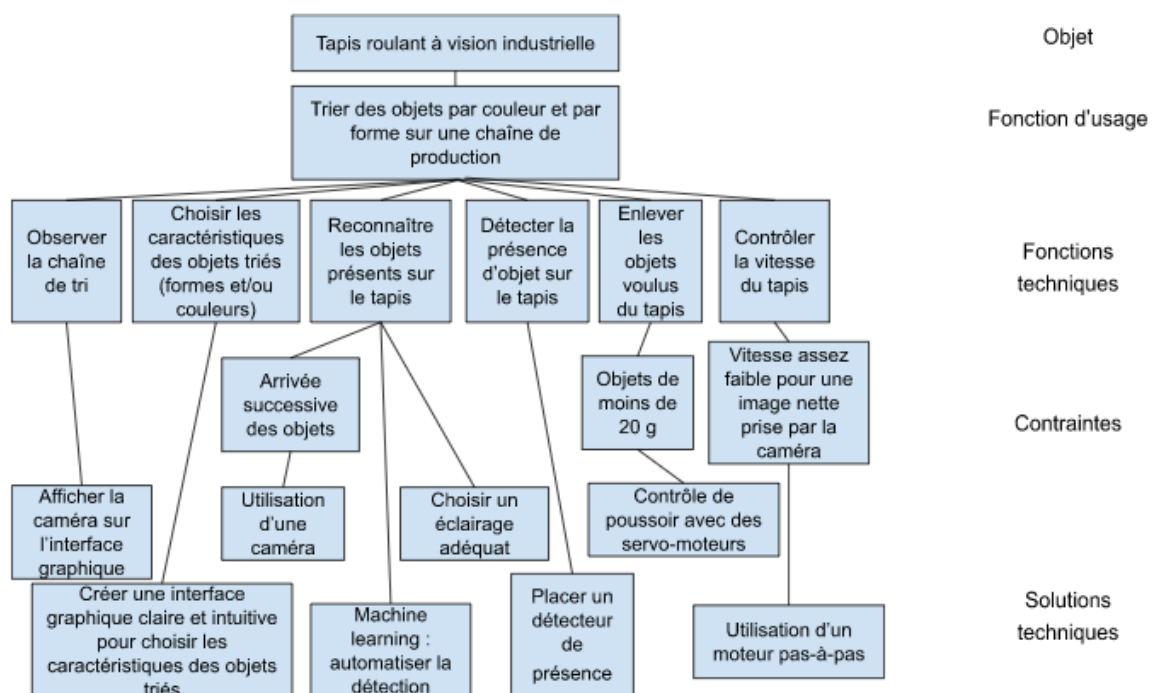 Tapis roulant à vision industrielle
Objet
Trier des objets par couleur et par
forme sur une chaîne de
production
Fonction d'usage
Observer
la chaîne
de tri
Choisir les
caractéristiques
des objets triés
(formes et/ou
couleurs)
Reconnaître
les objets
présents sur
le tapis
Détecter la
présence
d'objet sur
le tapis
Enlever
les
objets
voulus
du tapis
Contrôler
la vitesse
du tapis
Fonctions
techniques
Arrivée
successive
des objets
Objets de
moins de
20 g
Vitesse assez
faible pour une
image nette
prise par la
caméra
Contraintes
Afficher la
caméra sur
l'interface
graphique
Utilisation
d'une
caméra
Choisir un
éclairage
adéquat
Contrôle de
poussoir avec des
servo-moteurs
Créer une interface
graphique claire et intuitive
pour choisir les
caractéristiques des objets
triés
Machine
learning :
automatiser la
détection
Placer un
détecteur
de
présence
Utilisation d'un
moteur pas-à-pas
Solutions
techniques